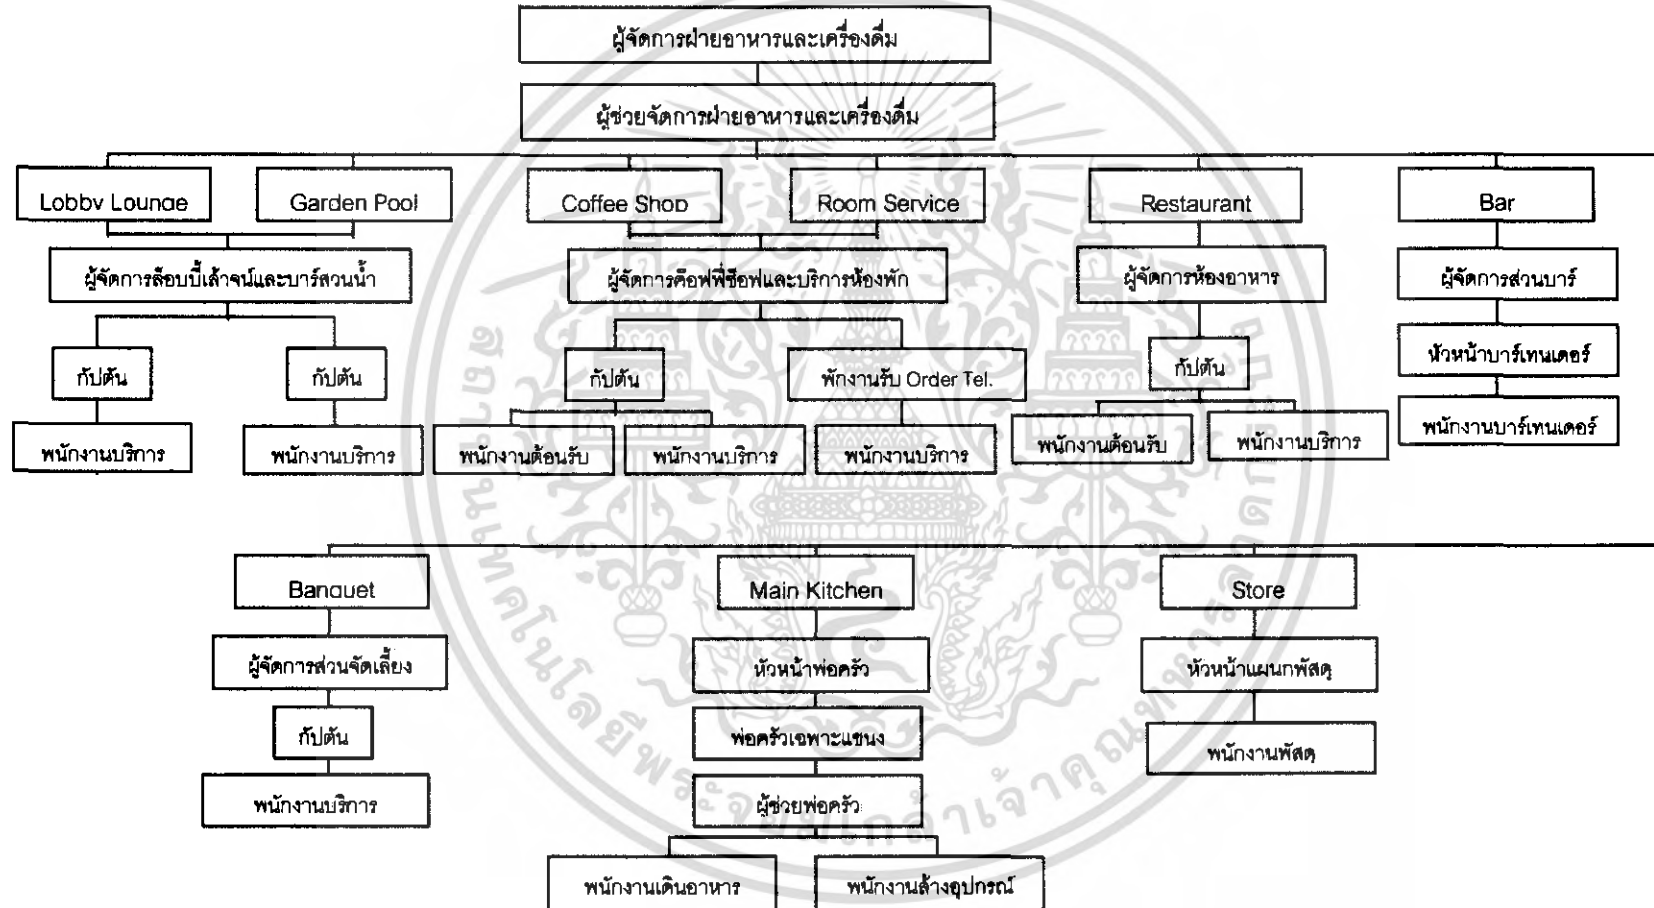 ผู้จัดการฝ่ายอาหารและเครื่องดื่ม
ผู้ช่วยจัดการฝ่ายอาหารและเครื่องดื่ม
Lobby Lounge Garden Pool Coffee Shop Room Service Restaurant Bar
ผู้จัดการล๊อบบี้เล้าจน์และบาร์สวนน้ำ ผู้จัดการค๊อฟฟี่ช๊อฟและบริการห้องพัก ผู้จัดการห้องอาหาร ผู้จัดการส่วนบาร์
กัปตัน กัปตัน กัปตัน พักงานรับ Order Tel. กัปตัน หัวหน้าบาร์เทนเดอร์
พนักงานบริการ พนักงานบริการ พนักงานต้อนรับ พนักงานบริการ พนักงานบริการ พนักงานต้อนรับ พนักงานบริการ พนักงานบาร์เทนเดอร์
Banquet Main Kitchen Store
ผู้จัดการส่วนจัดเลี้ยง หัวหน้าพ่อครัว หัวหน้าแผนกพัสดุ
กัปตัน พ่อครัวเฉพาะแขนง พนักงานพัสดุ
พนักงานบริการ ผู้ช่วยพ่อครัว
พนักงานเดินอาหาร พนักงานล้างอุปกรณ์